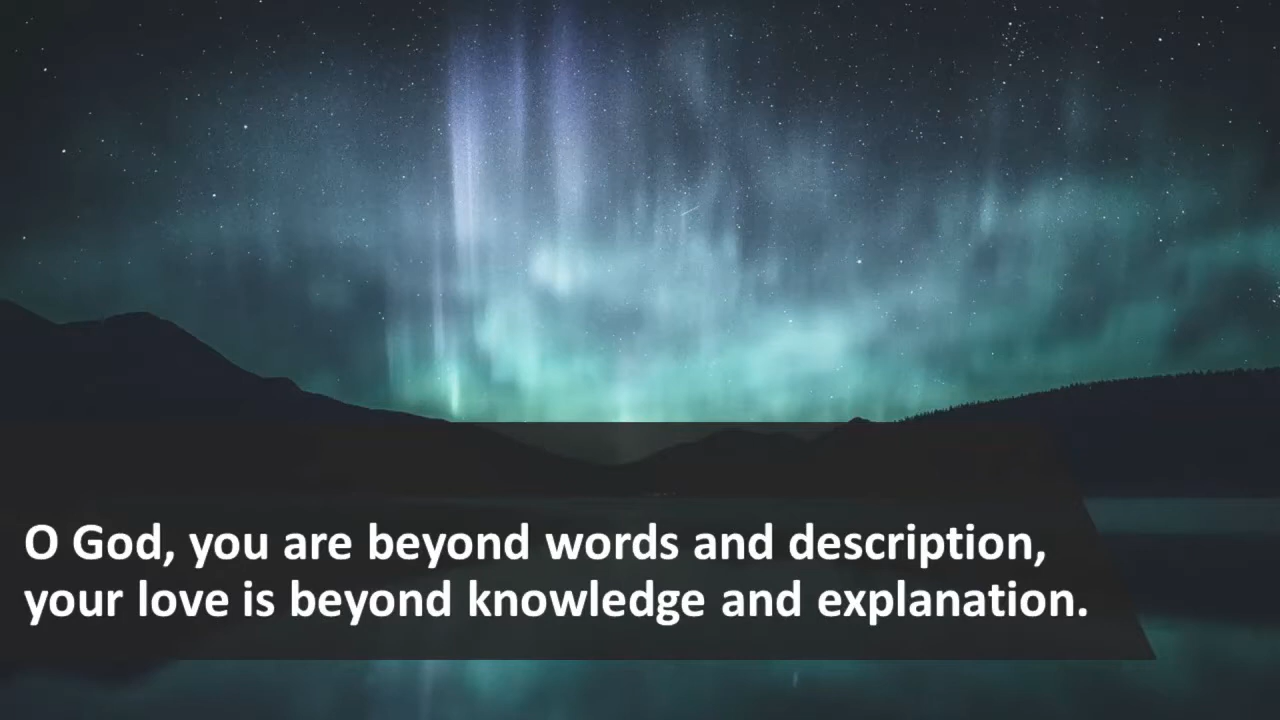 O God, you are beyond words and description,
your love is beyond knowledge and explanation.